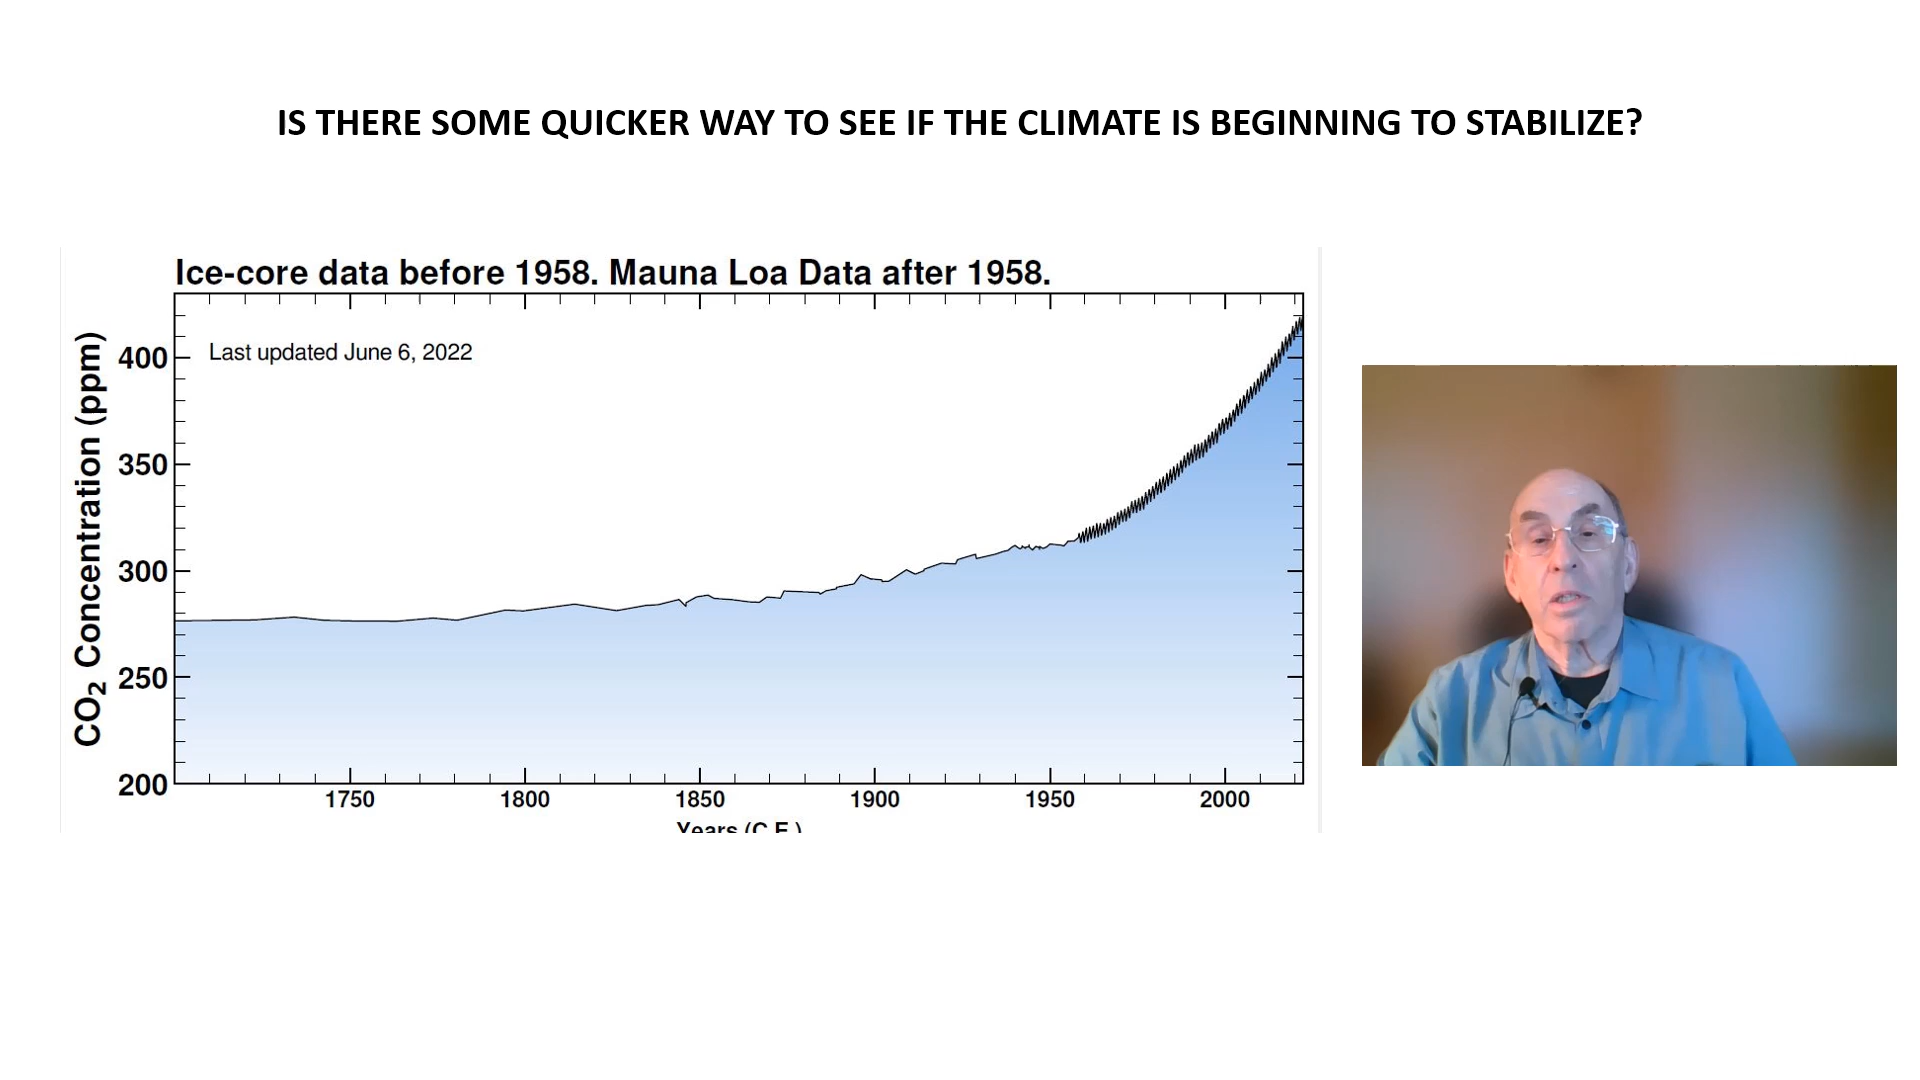 IS THERE SOME QUICKER WAY TO SEE IF THE CLIMATE IS BEGINNING TO STABILIZE?
Ice-core data before 1958. Mauna Loa Data after 1958.
Last updated June 6, 2022
CO2 Concentration (ppm)
400
350
300
250
200
1750 1800 1850 1900 1950 2000
Years (C.E.)